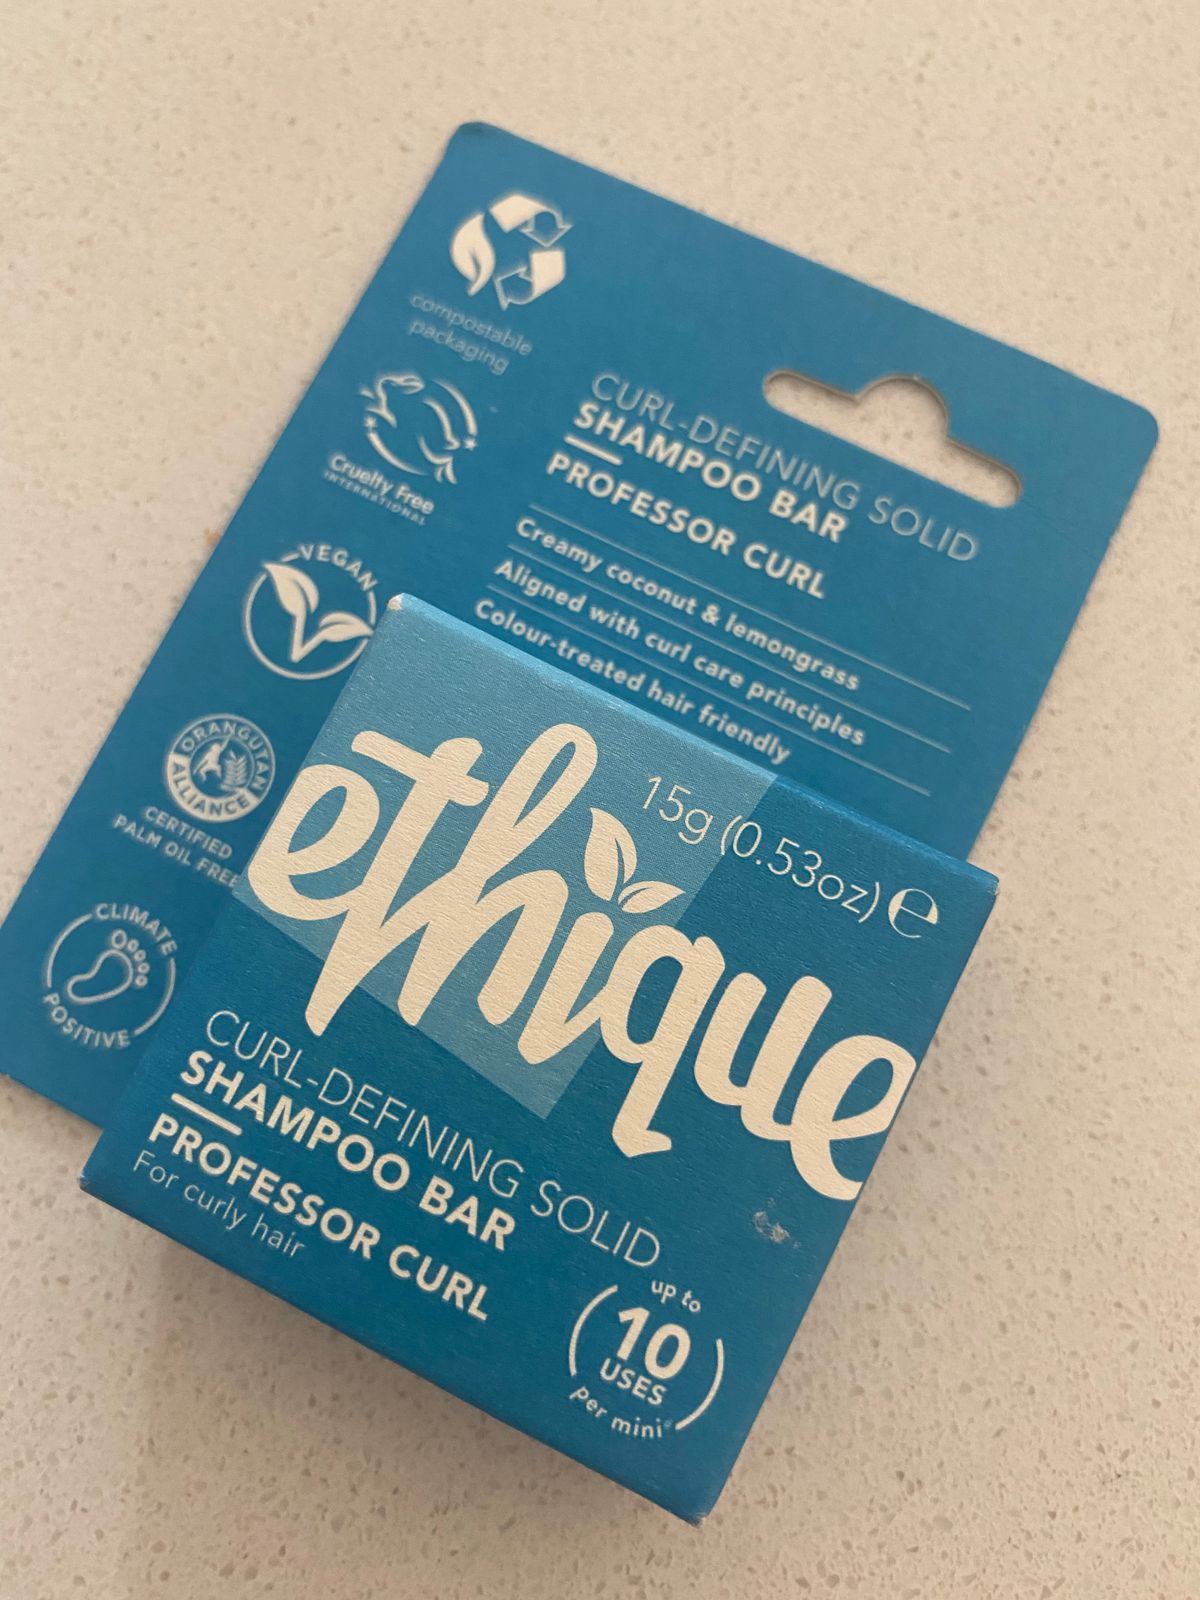 compostable
packaging
Cruelty Free
INTERNATIONAL
VEGAN
ORANGUTAN
ALLIANCE
CERTIFIED
PALM OIL FREE
CLIMATE
POSITIVE
CURL-DEFINING SOLID
SHAMPOO BAR
PROFESSOR CURL
Creamy coconut & lemongrass
Aligned with curl care principles
Colour-treated hair friendly
15g (0.53oz) ℮
ethique
CURL-DEFINING SOLID
SHAMPOO BAR
PROFESSOR CURL
For curly hair
up to
10
USES
per mini